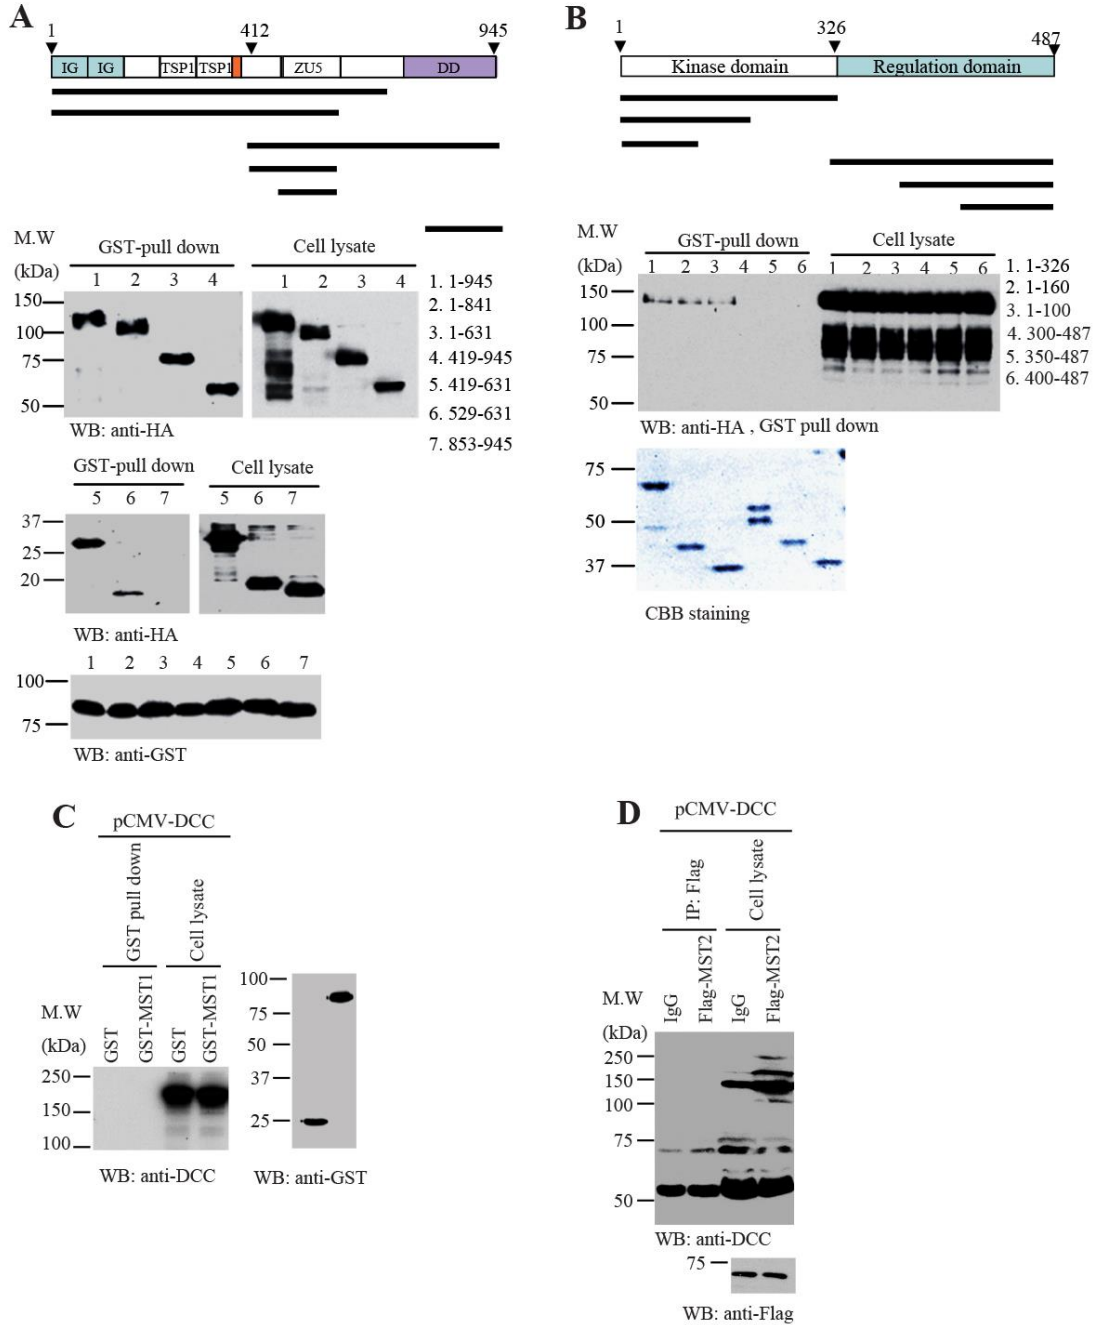 A
1 412 945
IG IG TSP1 TSP1 ZU5 DD
M.W
(kDa)
GST-pull down Cell lysate
1 2 3 4 1 2 3 4
150
100
75
50
1. 1-945
2. 1-841
3. 1-631
4. 419-945
5. 419-631
6. 529-631
7. 853-945
WB: anti-HA
GST-pull down Cell lysate
5 6 7 5 6 7
37
25
20
WB: anti-HA
1 2 3 4 5 6 7
100
75
WB: anti-GST
B
1 326 487
Kinase domain Regulation domain
M.W
(kDa)
GST-pull down Cell lysate
1 2 3 4 5 6 1 2 3 4 5 6
150
100
75
50
1. 1-326
2. 1-160
3. 1-100
4. 300-487
5. 350-487
6. 400-487
WB: anti-HA , GST pull down
75
50
37
CBB staining
C
pCMV-DCC
GST pull down Cell lysate
M.W
(kDa)
GST GST-MST1 GST GST-MST1
250
150
100
WB: anti-DCC
100
75
50
37
25
WB: anti-GST
D
pCMV-DCC
IP: Flag Cell lysate
M.W
(kDa)
IgG Flag-MST2 IgG Flag-MST2
250
150
100
75
50
WB: anti-DCC
75
WB: anti-Flag